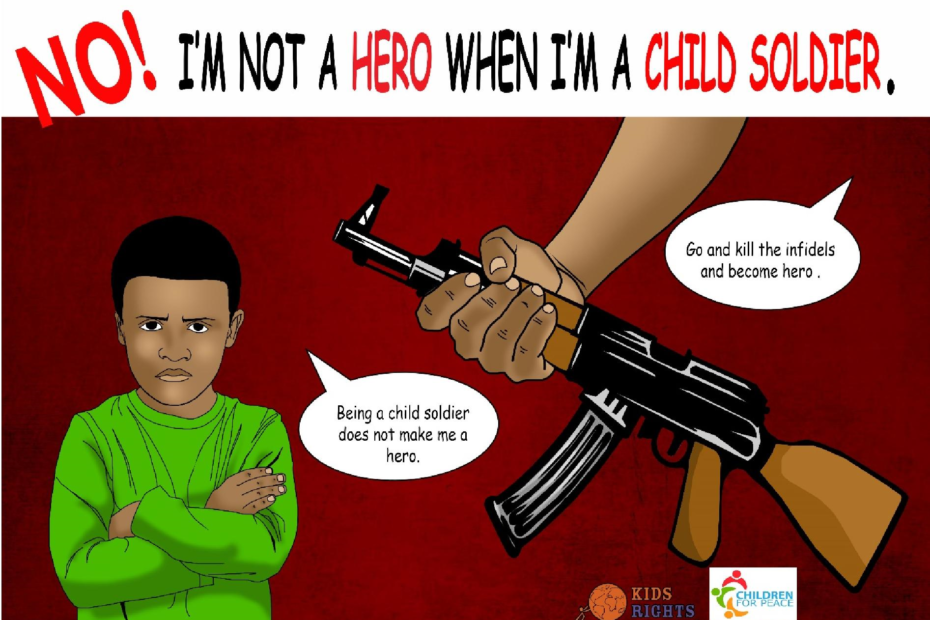 NO! I'M NOT A HERO WHEN I'M A CHILD SOLDIER.
Go and kill the infidels
and become hero .
Being a child soldier
does not make me a
hero.
KIDS
RIGHTS
CHILDREN
FOR PEACE